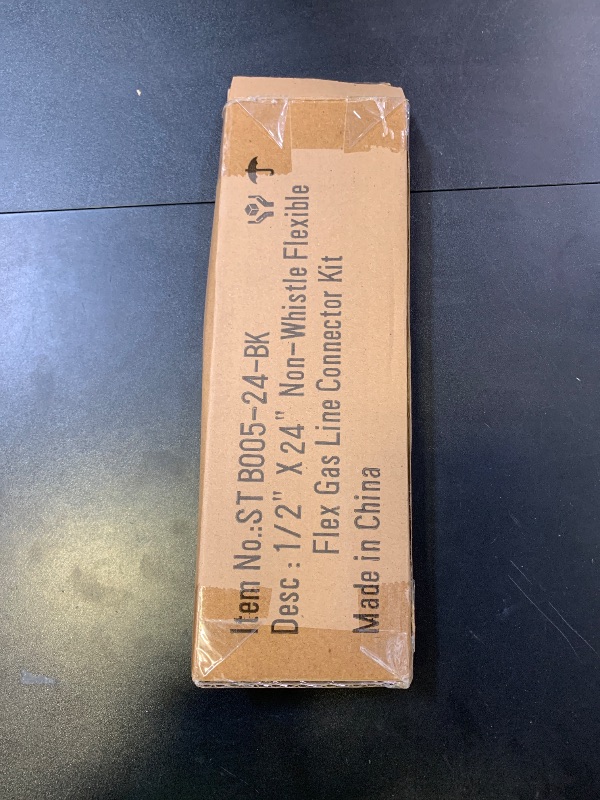 Item No.:ST B005-24-BK
Desc : 1/2" X 24" Non-Whistle Flexible
Flex Gas Line Connector Kit
Made in China